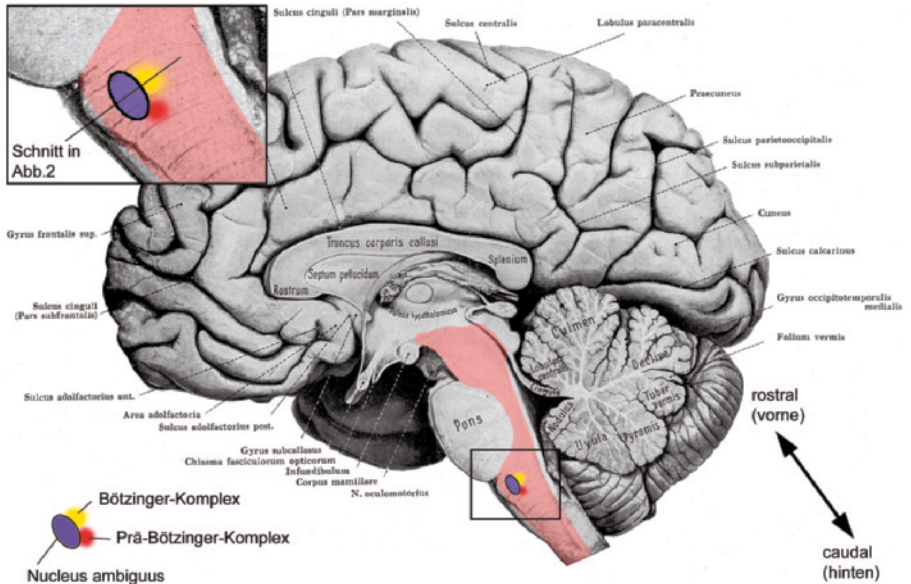 Sulcus cinguli (Pars marginalis)
Sulcus centralis
Lobulus paracentralis
Praecuneus
Sulcus parietooccipitalis
Sulcus subparietalis
Cuneus
Sulcus calcarinus
Gyrus occipitotemporalis
medialis
Folium vermis
Schnitt in
Abb.2
Gyrus frontalis sup.
Sulcus cinguli
(Pars subfrontalis)
Truncus corporis callosi
Splenium
Septum pellucidum
Rostrum
hypothalamicus
Culmen
Lobulus
Declive
Tuber
vermis
Nodulus
Uvula
Pyramis
Pons
Sulcus adolfactorius ant.
Area adolfactoria
Sulcus adolfactorius post.
Gyrus subcallosus
Chiasma fasciculorum opticorum
Infundibulum
Corpus mamillare
N. oculomotorius
rostral
(vorne)
caudal
(hinten)
Bötzinger-Komplex
Prä-Bötzinger-Komplex
Nucleus ambiguus